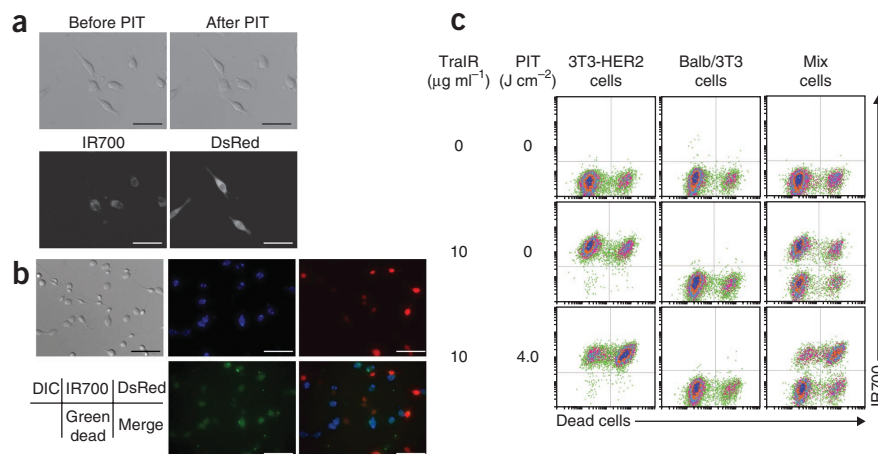 a
Before PIT After PIT
IR700 DsRed
b
DIC IR700 DsRed
Green dead Merge
c
TraIR (μg ml⁻¹) PIT (J cm⁻²) 3T3-HER2 cells Balb/3T3 cells Mix cells
0 0
10 0
10 4.0
IR700
Dead cells